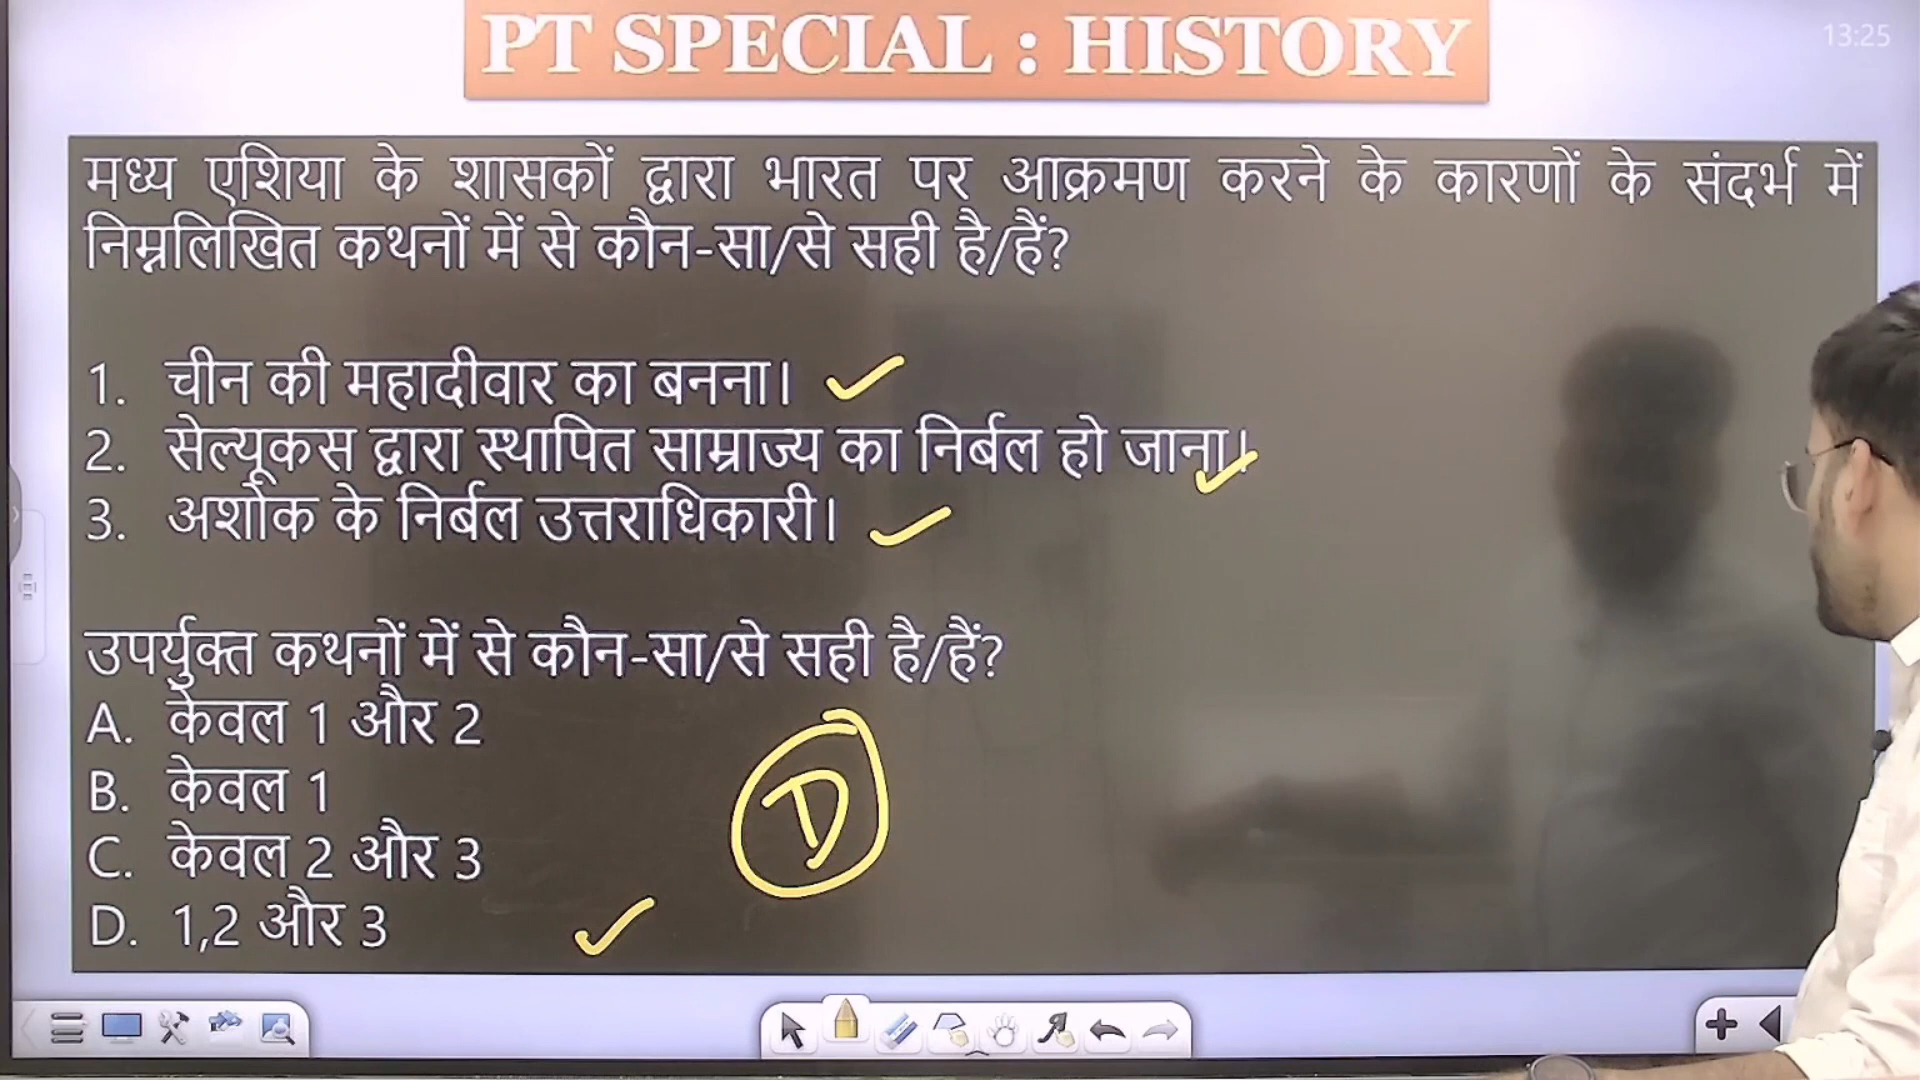 PT SPECIAL : HISTORY
13:25
मध्य एशिया के शासकों द्वारा भारत पर आक्रमण करने के कारणों के संदर्भ में
निम्नलिखित कथनों में से कौन-सा/से सही है/हैं?
1. चीन की महादीवार का बनना।
2. सेल्यूकस द्वारा स्थापित साम्राज्य का निर्बल हो जाना।
3. अशोक के निर्बल उत्तराधिकारी।
उपर्युक्त कथनों में से कौन-सा/से सही है/हैं?
A. केवल 1 और 2
B. केवल 1
C. केवल 2 और 3
D. 1,2 और 3
D